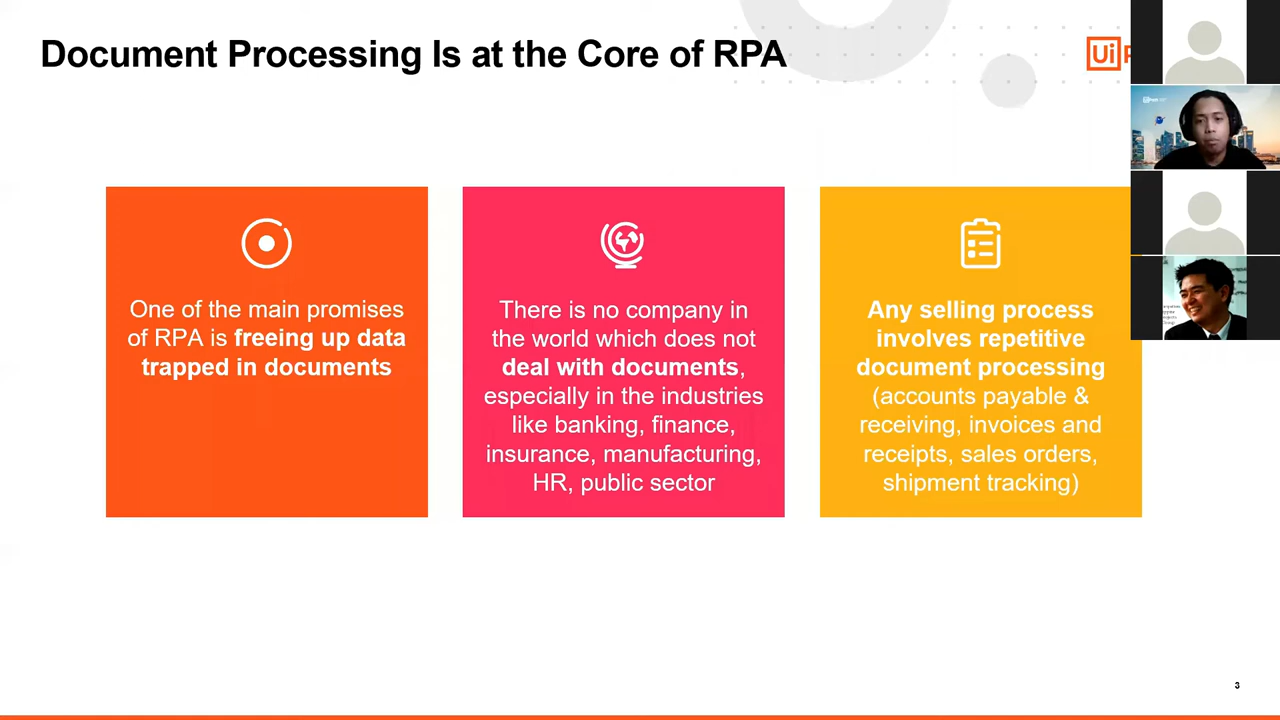 Document Processing Is at the Core of RPA
Ui
One of the main promises
of RPA is freeing up data
trapped in documents
There is no company in
the world which does not
deal with documents,
especially in the industries
like banking, finance,
insurance, manufacturing,
HR, public sector
Any selling process
involves repetitive
document processing
(accounts payable &
receiving, invoices and
receipts, sales orders,
shipment tracking)
3